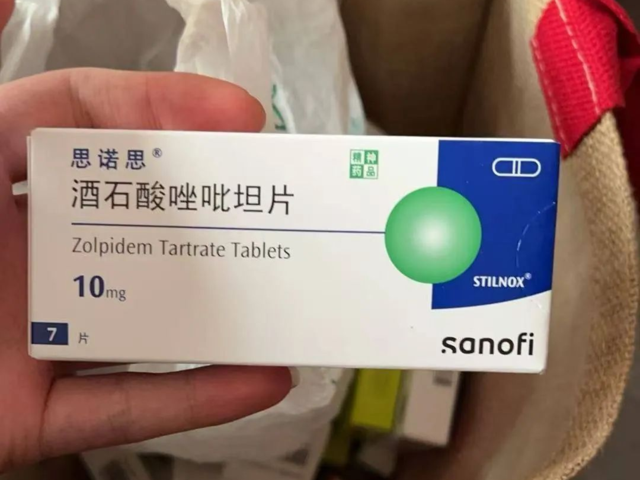 思诺思®
精神
药品
酒石酸唑吡坦片
Zolpidem Tartrate Tablets
10mg
STILNOX®
7 片
sanofi